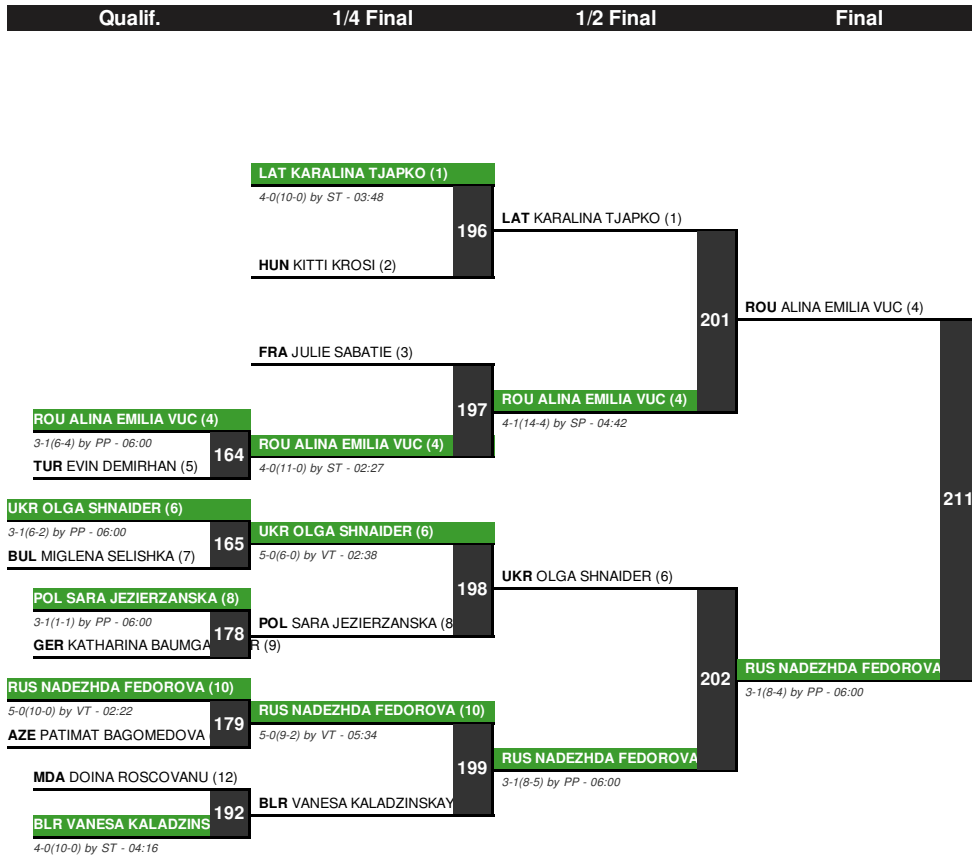 Qualif. 1/4 Final 1/2 Final Final
LAT KARALINA TJAPKO (1)
4-0(10-0) by ST - 03:48
196
HUN KITTI KROSI (2)
LAT KARALINA TJAPKO (1)
201
ROU ALINA EMILIA VUC (4)
FRA JULIE SABATIE (3)
197
ROU ALINA EMILIA VUC (4)
4-1(14-4) by SP - 04:42
ROU ALINA EMILIA VUC (4)
3-1(6-4) by PP - 06:00
164
TUR EVIN DEMIRHAN (5)
ROU ALINA EMILIA VUC (4)
4-0(11-0) by ST - 02:27
211
UKR OLGA SHNAIDER (6)
3-1(6-2) by PP - 06:00
165
BUL MIGLENA SELISHKA (7)
UKR OLGA SHNAIDER (6)
5-0(6-0) by VT - 02:38
198
UKR OLGA SHNAIDER (6)
POL SARA JEZIERZANSKA (8)
3-1(1-1) by PP - 06:00
178
GER KATHARINA BAUMGA R (9)
POL SARA JEZIERZANSKA (8
202
RUS NADEZHDA FEDOROVA
3-1(8-4) by PP - 06:00
RUS NADEZHDA FEDOROVA (10)
5-0(10-0) by VT - 02:22
179
AZE PATIMAT BAGOMEDOVA
RUS NADEZHDA FEDOROVA (10)
5-0(9-2) by VT - 05:34
199
RUS NADEZHDA FEDOROVA
3-1(8-5) by PP - 06:00
MDA DOINA ROSCOVANU (12)
192
BLR VANESA KALADZINSKAY
BLR VANESA KALADZINS
4-0(10-0) by ST - 04:16